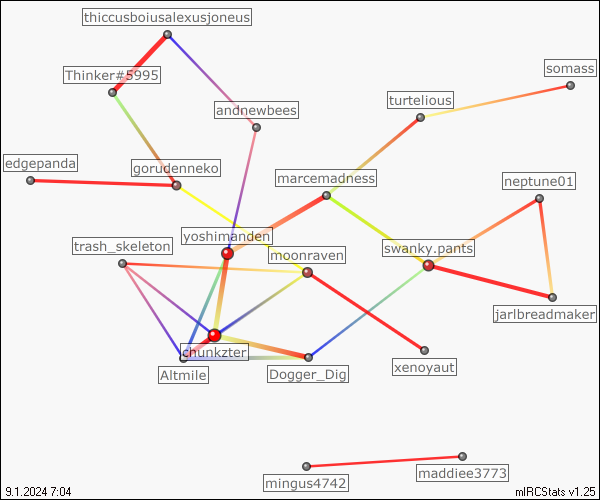 thiccusboiusalexusjoneus
Thinker#5995
somass
turtelious
andnewbees
edgepanda
gorudenneko
marcemadness
neptune01
yoshimanden
trash_skeleton
moonraven
swanky.pants
jarlbreadmaker
chunkzter
Altmile
Dogger_Dig
xenoyaut
maddiee3773
mingus4742
9.1.2024 7:04
mIRCStats v1.25